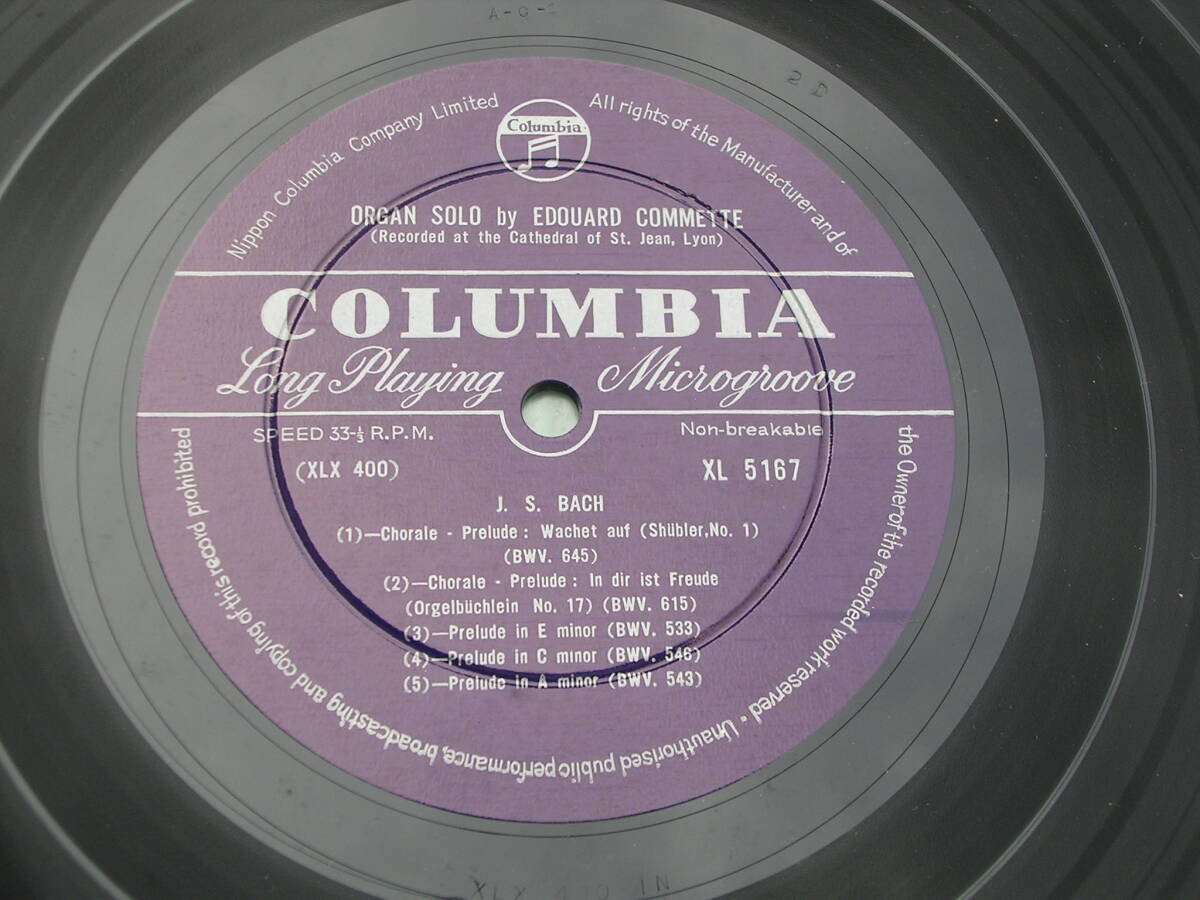 A-C-
2 D
Nippon Columbia Company Limited
Columbia
All rights of the Manufacturer and of
the Owner of the recorded work reserved - Unauthorised public performance, broadcasting and copying of this record prohibited
ORGAN SOLO by EDOUARD COMMETTE
(Recorded at the Cathedral of St. Jean, Lyon)
COLUMBIA
Long Playing Microgroove
SPEED 33-⅓ R.P.M. Non-breakable
(XLX 400) XL 5167
J. S. BACH
(1)—Chorale - Prelude : Wachet auf (Shübler,No. 1)
(BWV. 645)
(2)—Chorale - Prelude : In dir ist Freude
(Orgelbüchlein No. 17) (BWV. 615)
(3)—Prelude in E minor (BWV. 533)
(4)—Prelude in C minor (BWV. 546)
(5)—Prelude in A minor (BWV. 543)
XLX 1N